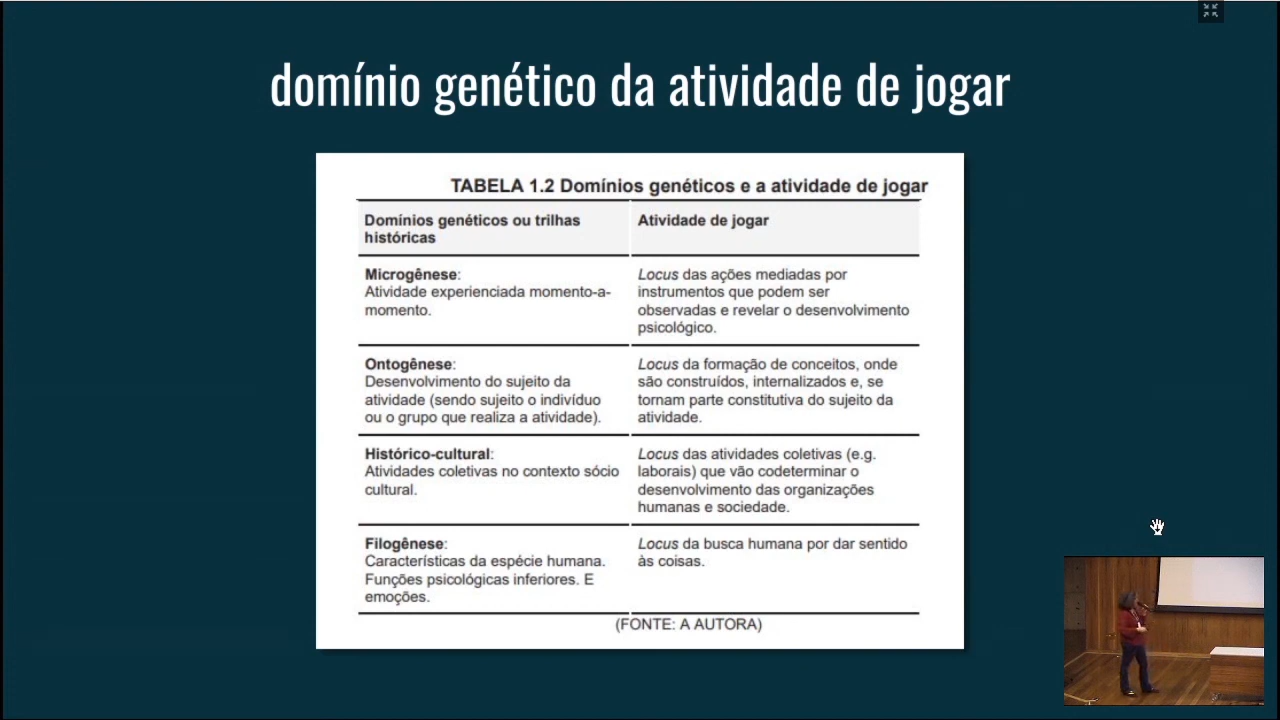 domínio genético da atividade de jogar
TABELA 1.2 Domínios genéticos e a atividade de jogar
Domínios genéticos ou trilhas
históricas
Atividade de jogar
Microgênese:
Atividade experienciada momento-a-
momento.
Locus das ações mediadas por
instrumentos que podem ser
observadas e revelar o desenvolvimento
psicológico.
Ontogênese:
Desenvolvimento do sujeito da
atividade (sendo sujeito o indivíduo
ou o grupo que realiza a atividade).
Locus da formação de conceitos, onde
são construídos, internalizados e, se
tornam parte constitutiva do sujeito da
atividade.
Histórico-cultural:
Atividades coletivas no contexto sócio
cultural.
Locus das atividades coletivas (e.g.
laborais) que vão codeterminar o
desenvolvimento das organizações
humanas e sociedade.
Filogênese:
Características da espécie humana.
Funções psicológicas inferiores. E
emoções.
Locus da busca humana por dar sentido
às coisas.
(FONTE: A AUTORA)